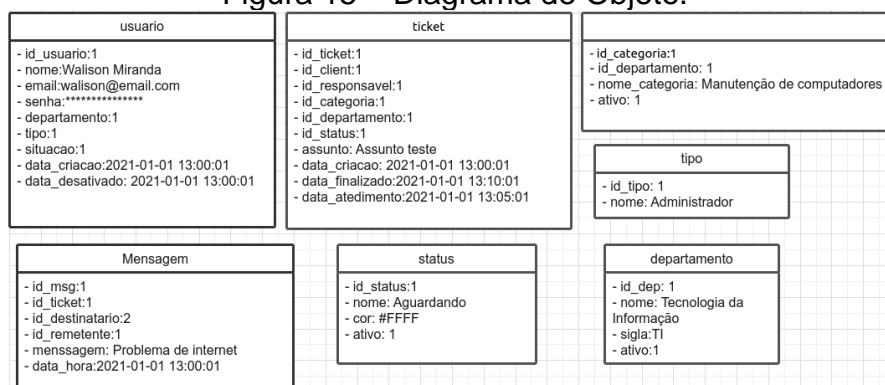 Figura 18 – Diagrama de Objeto.
usuario
- id_usuario:1
- nome:Walison Miranda
- email:walison@email.com
- senha:***************
- departamento:1
- tipo:1
- situacao:1
- data_criacao:2021-01-01 13:00:01
- data_desativado: 2021-01-01 13:00:01
ticket
- id_ticket:1
- id_client:1
- id_responsavel:1
- id_categoria:1
- id_departamento:1
- id_status:1
- assunto: Assunto teste
- data_criacao: 2021-01-01 13:00:01
- data_finalizado:2021-01-01 13:10:01
- data_atedimento:2021-01-01 13:05:01
- id_categoria:1
- id_departamento: 1
- nome_categoria: Manutenção de computadores
- ativo: 1
tipo
- id_tipo: 1
- nome: Administrador
Mensagem
- id_msg:1
- id_ticket:1
- id_destinatario:2
- id_remetente:1
- menssagem: Problema de internet
- data_hora:2021-01-01 13:00:01
status
- id_status:1
- nome: Aguardando
- cor: #FFFF
- ativo: 1
departamento
- id_dep: 1
- nome: Tecnologia da
Informação
- sigla:TI
- ativo:1